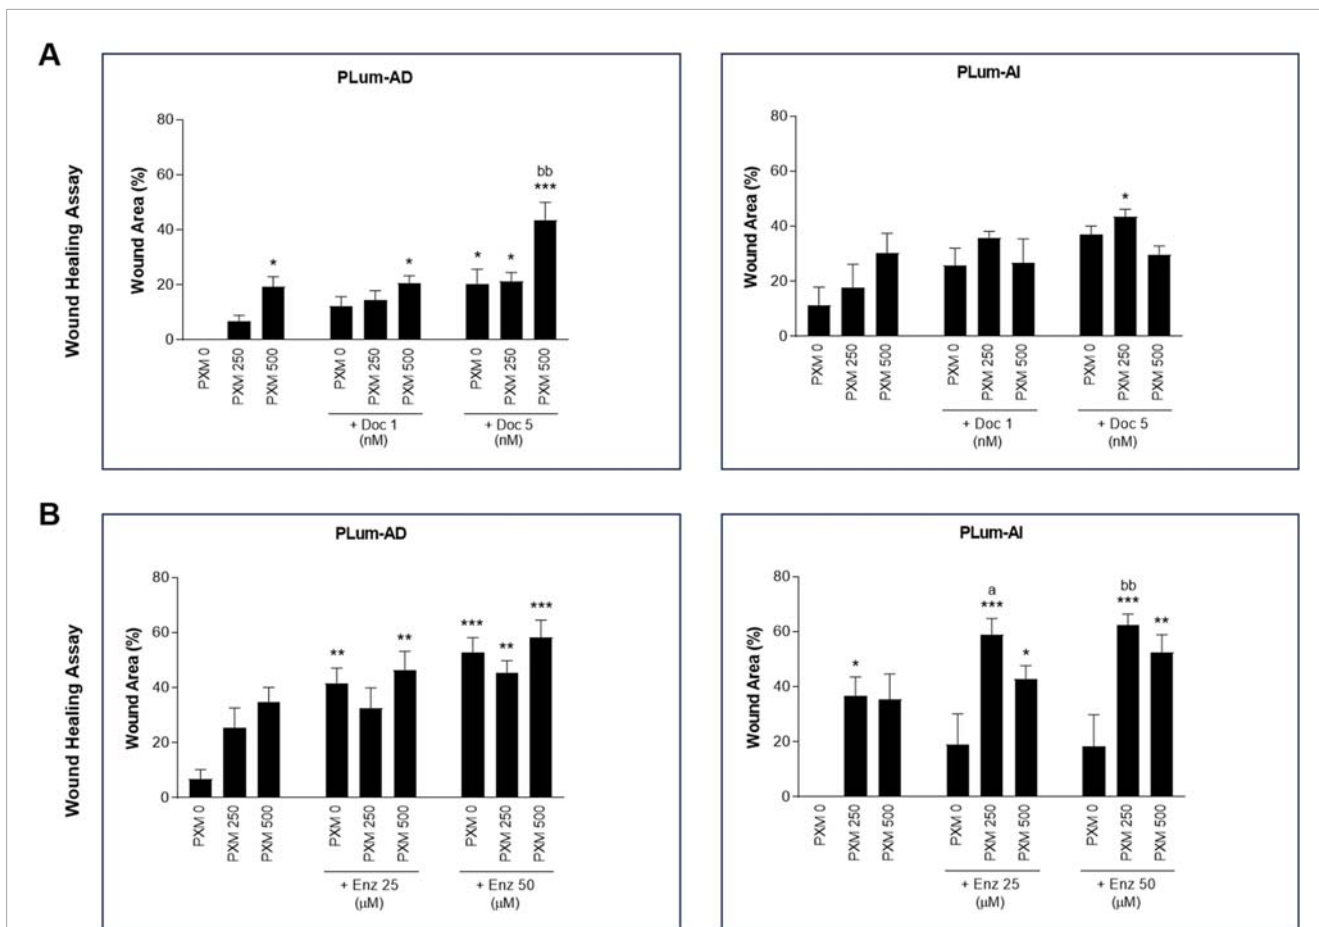 A
PLum-AD
Wound Healing Assay
Wound Area (%)
80
60
40
20
0
*
*
*
*
bb
***
PXM 0
PXM 250
PXM 500
PXM 0
PXM 250
PXM 500
PXM 0
PXM 250
PXM 500
+ Doc 1
(nM)
+ Doc 5
(nM)
PLum-AI
Wound Area (%)
80
60
40
20
0
*
PXM 0
PXM 250
PXM 500
PXM 0
PXM 250
PXM 500
PXM 0
PXM 250
PXM 500
+ Doc 1
(nM)
+ Doc 5
(nM)
B
PLum-AD
Wound Healing Assay
Wound Area (%)
80
60
40
20
0
**
**
***
**
***
PXM 0
PXM 250
PXM 500
PXM 0
PXM 250
PXM 500
PXM 0
PXM 250
PXM 500
+ Enz 25
(µM)
+ Enz 50
(µM)
PLum-AI
Wound Area (%)
80
60
40
20
0
*
a
***
*
bb
***
**
PXM 0
PXM 250
PXM 500
PXM 0
PXM 250
PXM 500
PXM 0
PXM 250
PXM 500
+ Enz 25
(µM)
+ Enz 50
(µM)